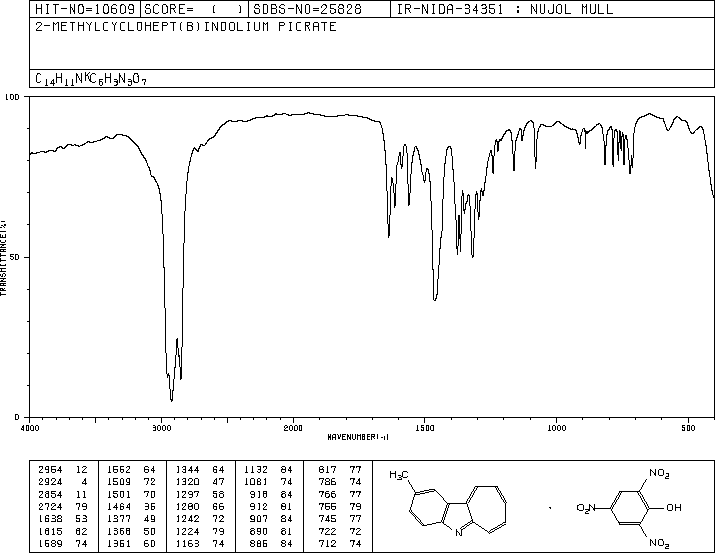 HIT-NO=10609 SCORE= ( ) SDBS-NO=25828 IR-NIDA-34351 : NUJOL MULL
2-METHYLCYCLOHEPT(B)INDOLIUM PICRATE
C14H11NKC6H3N3O7
100
50
0
TRANSMITTANCE(%)
4000 3000 2000 1500 1000 500
WAVENUMBER(-1)
2954 12 1562 64 1344 64 1132 84 817 77
2924 4 1509 72 1320 47 1081 74 786 74
2854 11 1501 70 1297 58 918 84 766 77
2724 79 1464 36 1280 66 912 81 755 79
1638 53 1377 49 1242 72 907 84 745 77
1615 62 1368 50 1224 79 890 81 722 72
1589 74 1361 60 1163 74 886 84 712 74
H3C
N
·
NO2
O2N
OH
NO2